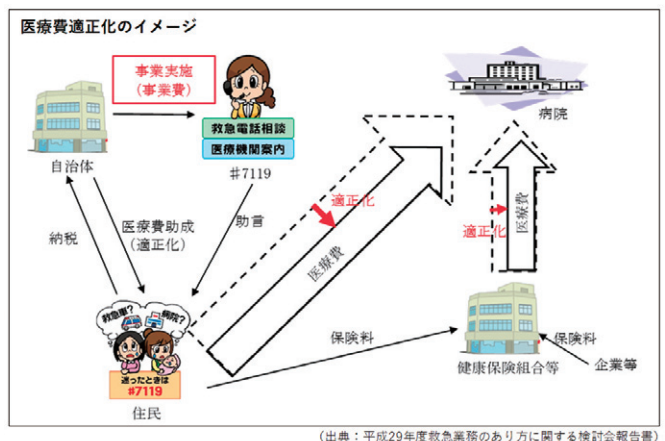 医療費適正化のイメージ
事業実施
(事業費)
救急電話相談
医療機関案内
自治体
#7119
病院
適正化
医療費
適正化
医療費
納税
医療費助成
(適正化)
助言
救急車?
病院?
迷ったときは
#7119
住民
保険料
健康保険組合等
保険料
企業等
(出典:平成29年度救急業務のあり方に関する検討会報告書)